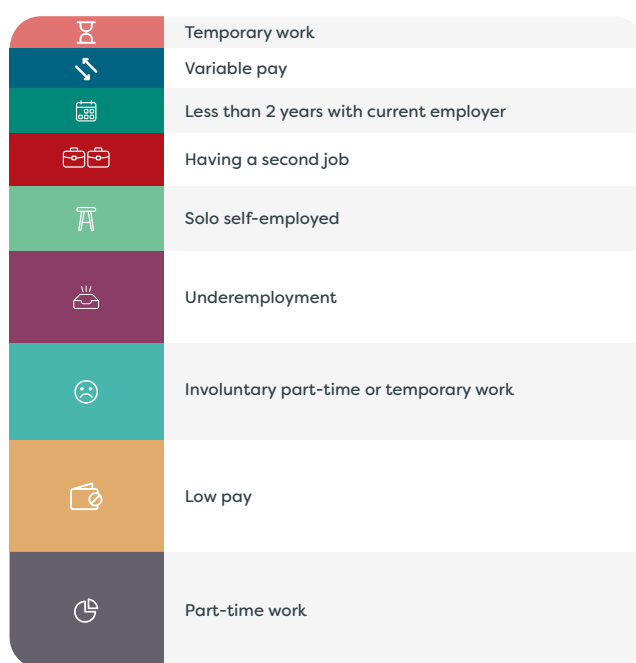 Temporary work
Variable pay
Less than 2 years with current employer
Having a second job
Solo self-employed
Underemployment
Involuntary part-time or temporary work
Low pay
Part-time work